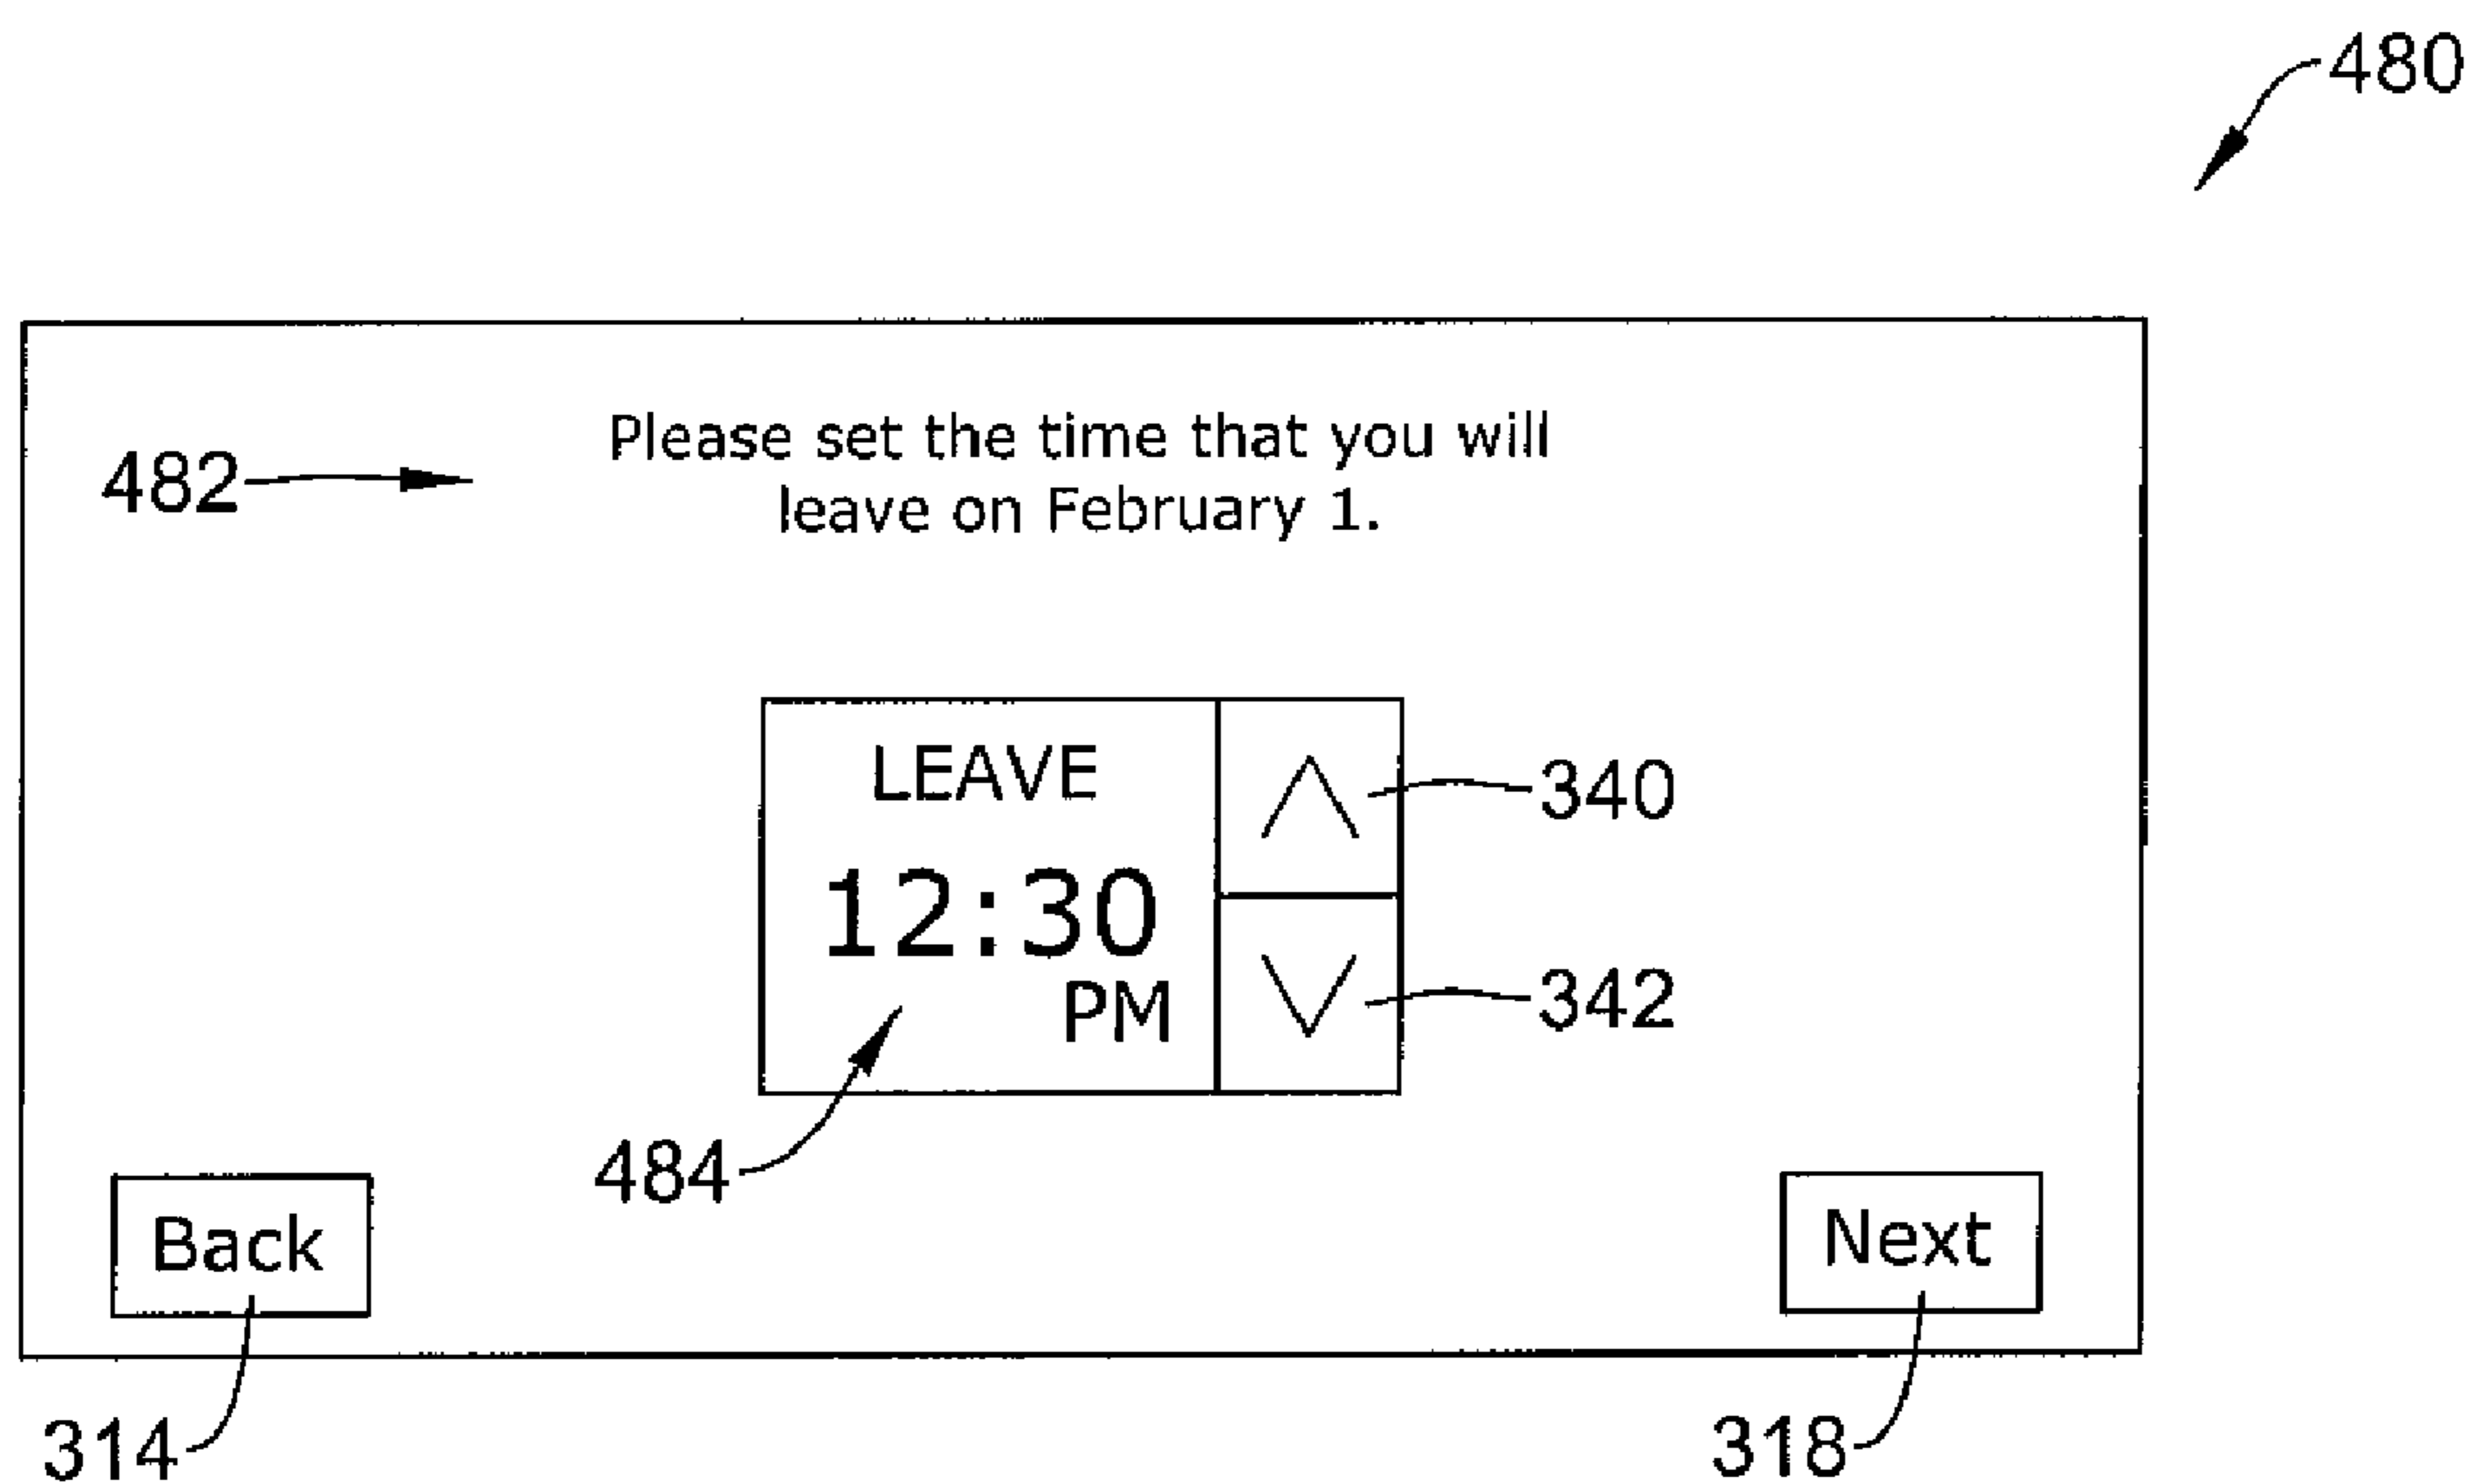 480
Please set the time that you will
482
leave on February 1.
LEAVE
340
12:30
342
PM
484
Back
Next
314
318